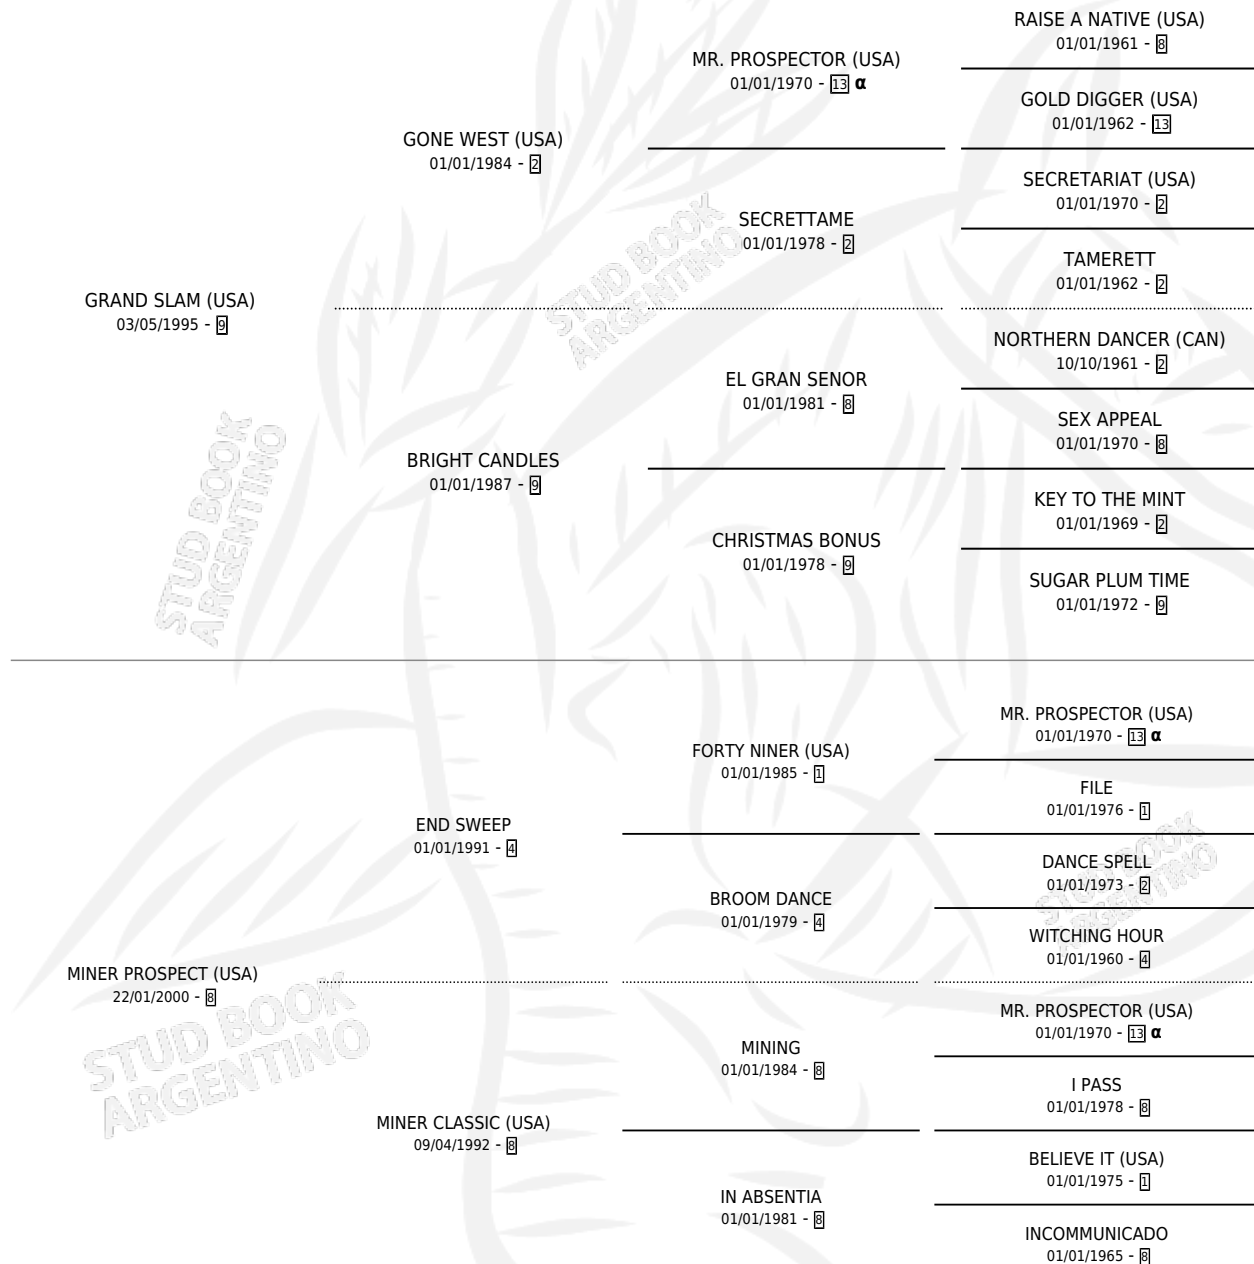 RAISE A NATIVE (USA)
01/01/1961 - 8
MR. PROSPECTOR (USA)
01/01/1970 - 13 α
GOLD DIGGER (USA)
01/01/1962 - 13
GONE WEST (USA)
01/01/1984 - 2
SECRETARIAT (USA)
01/01/1970 - 2
SECRETTAME
01/01/1978 - 2
TAMERETT
01/01/1962 - 2
GRAND SLAM (USA)
03/05/1995 - 9
NORTHERN DANCER (CAN)
10/10/1961 - 2
EL GRAN SENOR
01/01/1981 - 8
SEX APPEAL
01/01/1970 - 8
BRIGHT CANDLES
01/01/1987 - 9
KEY TO THE MINT
01/01/1969 - 2
CHRISTMAS BONUS
01/01/1978 - 9
SUGAR PLUM TIME
01/01/1972 - 9
STUD BOOK
ARGENTINO
STUD BOOK
ARGENTINO
MR. PROSPECTOR (USA)
01/01/1970 - 13 α
FORTY NINER (USA)
01/01/1985 - 1
FILE
01/01/1976 - 1
END SWEEP
01/01/1991 - 4
DANCE SPELL
01/01/1973 - 2
BROOM DANCE
01/01/1979 - 4
WITCHING HOUR
01/01/1960 - 4
STUD BOOK
ARGENTINO
MINER PROSPECT (USA)
22/01/2000 - 8
STUD BOOK
ARGENTINO
MR. PROSPECTOR (USA)
01/01/1970 - 13 α
MINING
01/01/1984 - 8
I PASS
01/01/1978 - 8
MINER CLASSIC (USA)
09/04/1992 - 8
BELIEVE IT (USA)
01/01/1975 - 1
IN ABSENTIA
01/01/1981 - 8
INCOMMUNICADO
01/01/1965 - 8